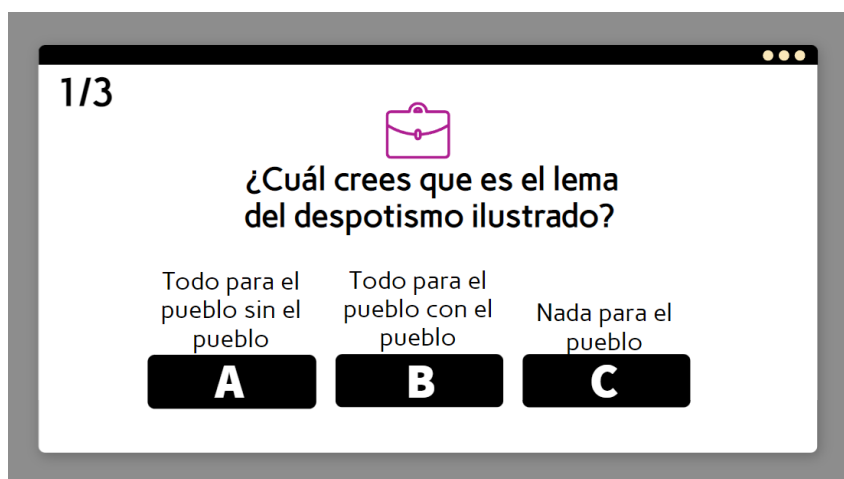 1/3
¿Cuál crees que es el lema
del despotismo ilustrado?
Todo para el
pueblo sin el
pueblo
A
Todo para el
pueblo con el
pueblo
B
Nada para el
pueblo
C